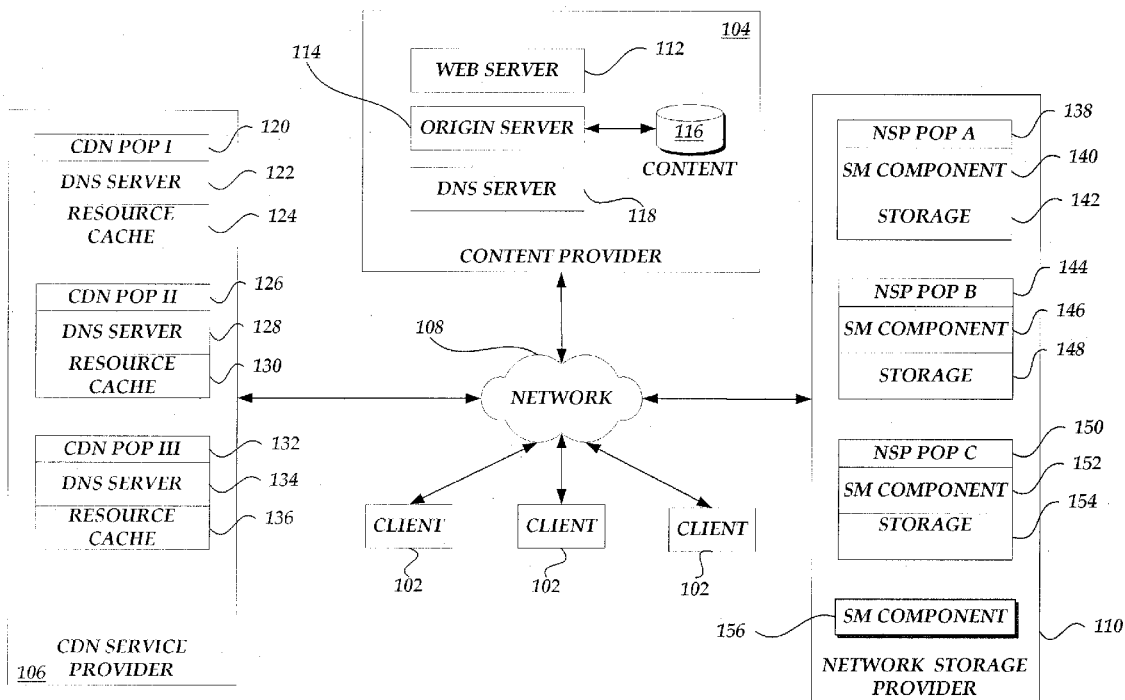 104
114
WEB SERVER
112
ORIGIN SERVER
116
CONTENT
DNS SERVER
118
CONTENT PROVIDER
CDN POP I
120
DNS SERVER
122
RESOURCE
CACHE
124
CDN POP II
126
DNS SERVER
128
RESOURCE
CACHE
130
CDN POP III
132
DNS SERVER
134
RESOURCE
CACHE
136
106
CDN SERVICE
PROVIDER
108
NETWORK
CLIENT
CLIENT
CLIENT
102
102
102
NSP POP A
138
SM COMPONENT
140
STORAGE
142
NSP POP B
144
SM COMPONENT
146
STORAGE
148
NSP POP C
150
SM COMPONENT
152
STORAGE
154
156
SM COMPONENT
110
NETWORK STORAGE
PROVIDER